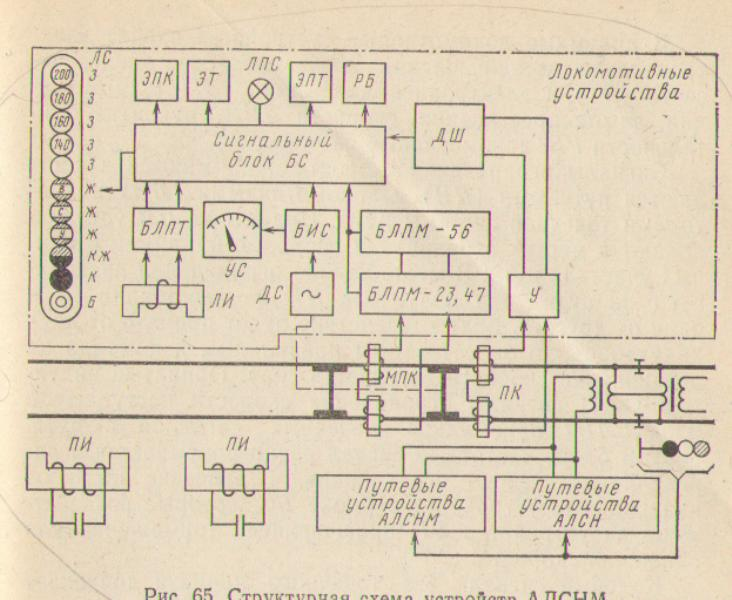 ЛС
200 З
180 З
160 З
140 З
З
В Ж
С Ж
У Ж
КЖ
К
Б
ЭПК
ЭТ
ЛПС
ЭПТ
РБ
Локомотивные
устройства
Сигнальный
блок БС
ДШ
БЛПТ
УС
БИС
БЛПМ-56
ЛИ
ДС
~
БЛПМ-23,47
У
МПК
ПК
ПИ
ПИ
Путевые
устройства
АЛСНМ
Путевые
устройства
АЛСН
Рис. 65. Структурная схема устройств АЛСНМ